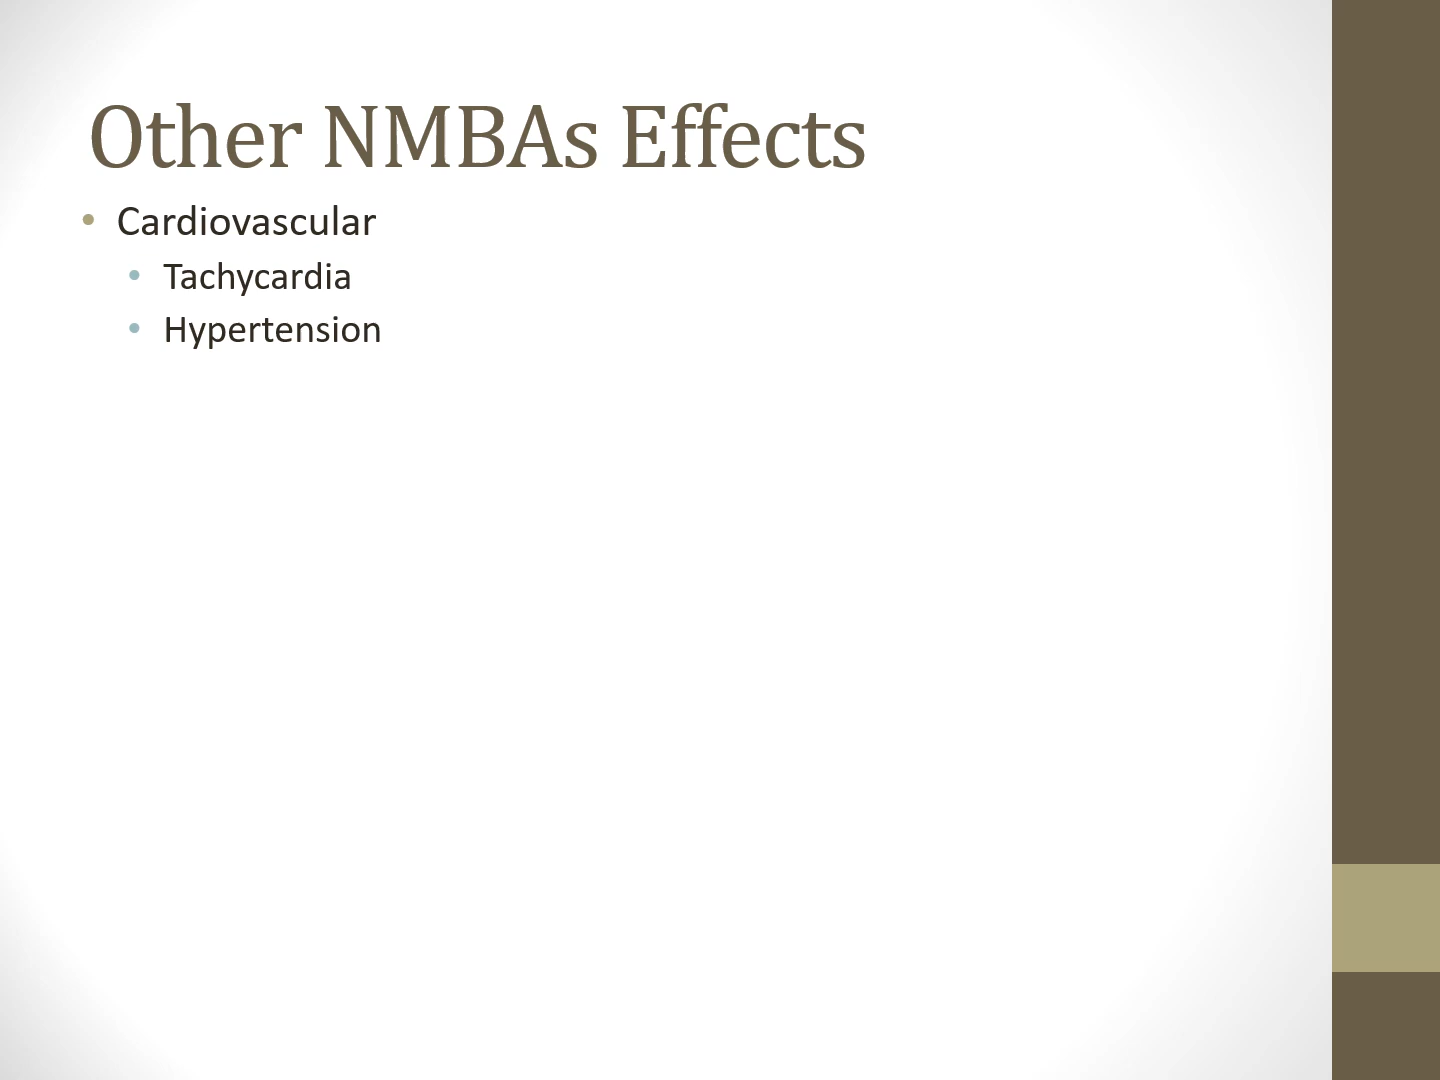 Other NMBAs Effects
• Cardiovascular
• Tachycardia
• Hypertension